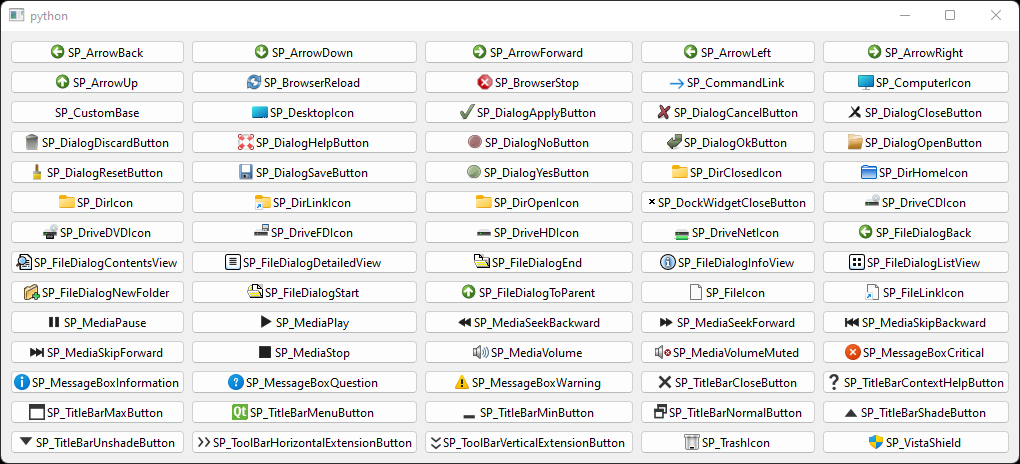 python
SP_ArrowBack SP_ArrowDown SP_ArrowForward SP_ArrowLeft SP_ArrowRight
SP_ArrowUp SP_BrowserReload SP_BrowserStop SP_CommandLink SP_ComputerIcon
SP_CustomBase SP_DesktopIcon SP_DialogApplyButton SP_DialogCancelButton SP_DialogCloseButton
SP_DialogDiscardButton SP_DialogHelpButton SP_DialogNoButton SP_DialogOkButton SP_DialogOpenButton
SP_DialogResetButton SP_DialogSaveButton SP_DialogYesButton SP_DirClosedIcon SP_DirHomeIcon
SP_DirIcon SP_DirLinkIcon SP_DirOpenIcon SP_DockWidgetCloseButton SP_DriveCDIcon
SP_DriveDVDIcon SP_DriveFDIcon SP_DriveHDIcon SP_DriveNetIcon SP_FileDialogBack
SP_FileDialogContentsView SP_FileDialogDetailedView SP_FileDialogEnd SP_FileDialogInfoView SP_FileDialogListView
SP_FileDialogNewFolder SP_FileDialogStart SP_FileDialogToParent SP_FileIcon SP_FileLinkIcon
SP_MediaPause SP_MediaPlay SP_MediaSeekBackward SP_MediaSeekForward SP_MediaSkipBackward
SP_MediaSkipForward SP_MediaStop SP_MediaVolume SP_MediaVolumeMuted SP_MessageBoxCritical
SP_MessageBoxInformation SP_MessageBoxQuestion SP_MessageBoxWarning SP_TitleBarCloseButton SP_TitleBarContextHelpButton
SP_TitleBarMaxButton Qt SP_TitleBarMenuButton SP_TitleBarMinButton SP_TitleBarNormalButton SP_TitleBarShadeButton
SP_TitleBarUnshadeButton SP_ToolBarHorizontalExtensionButton SP_ToolBarVerticalExtensionButton SP_TrashIcon SP_VistaShield